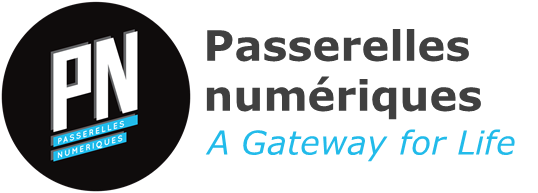 PN
PASSERELLES
NUMERIQUES
Passerelles
numériques
A Gateway for Life